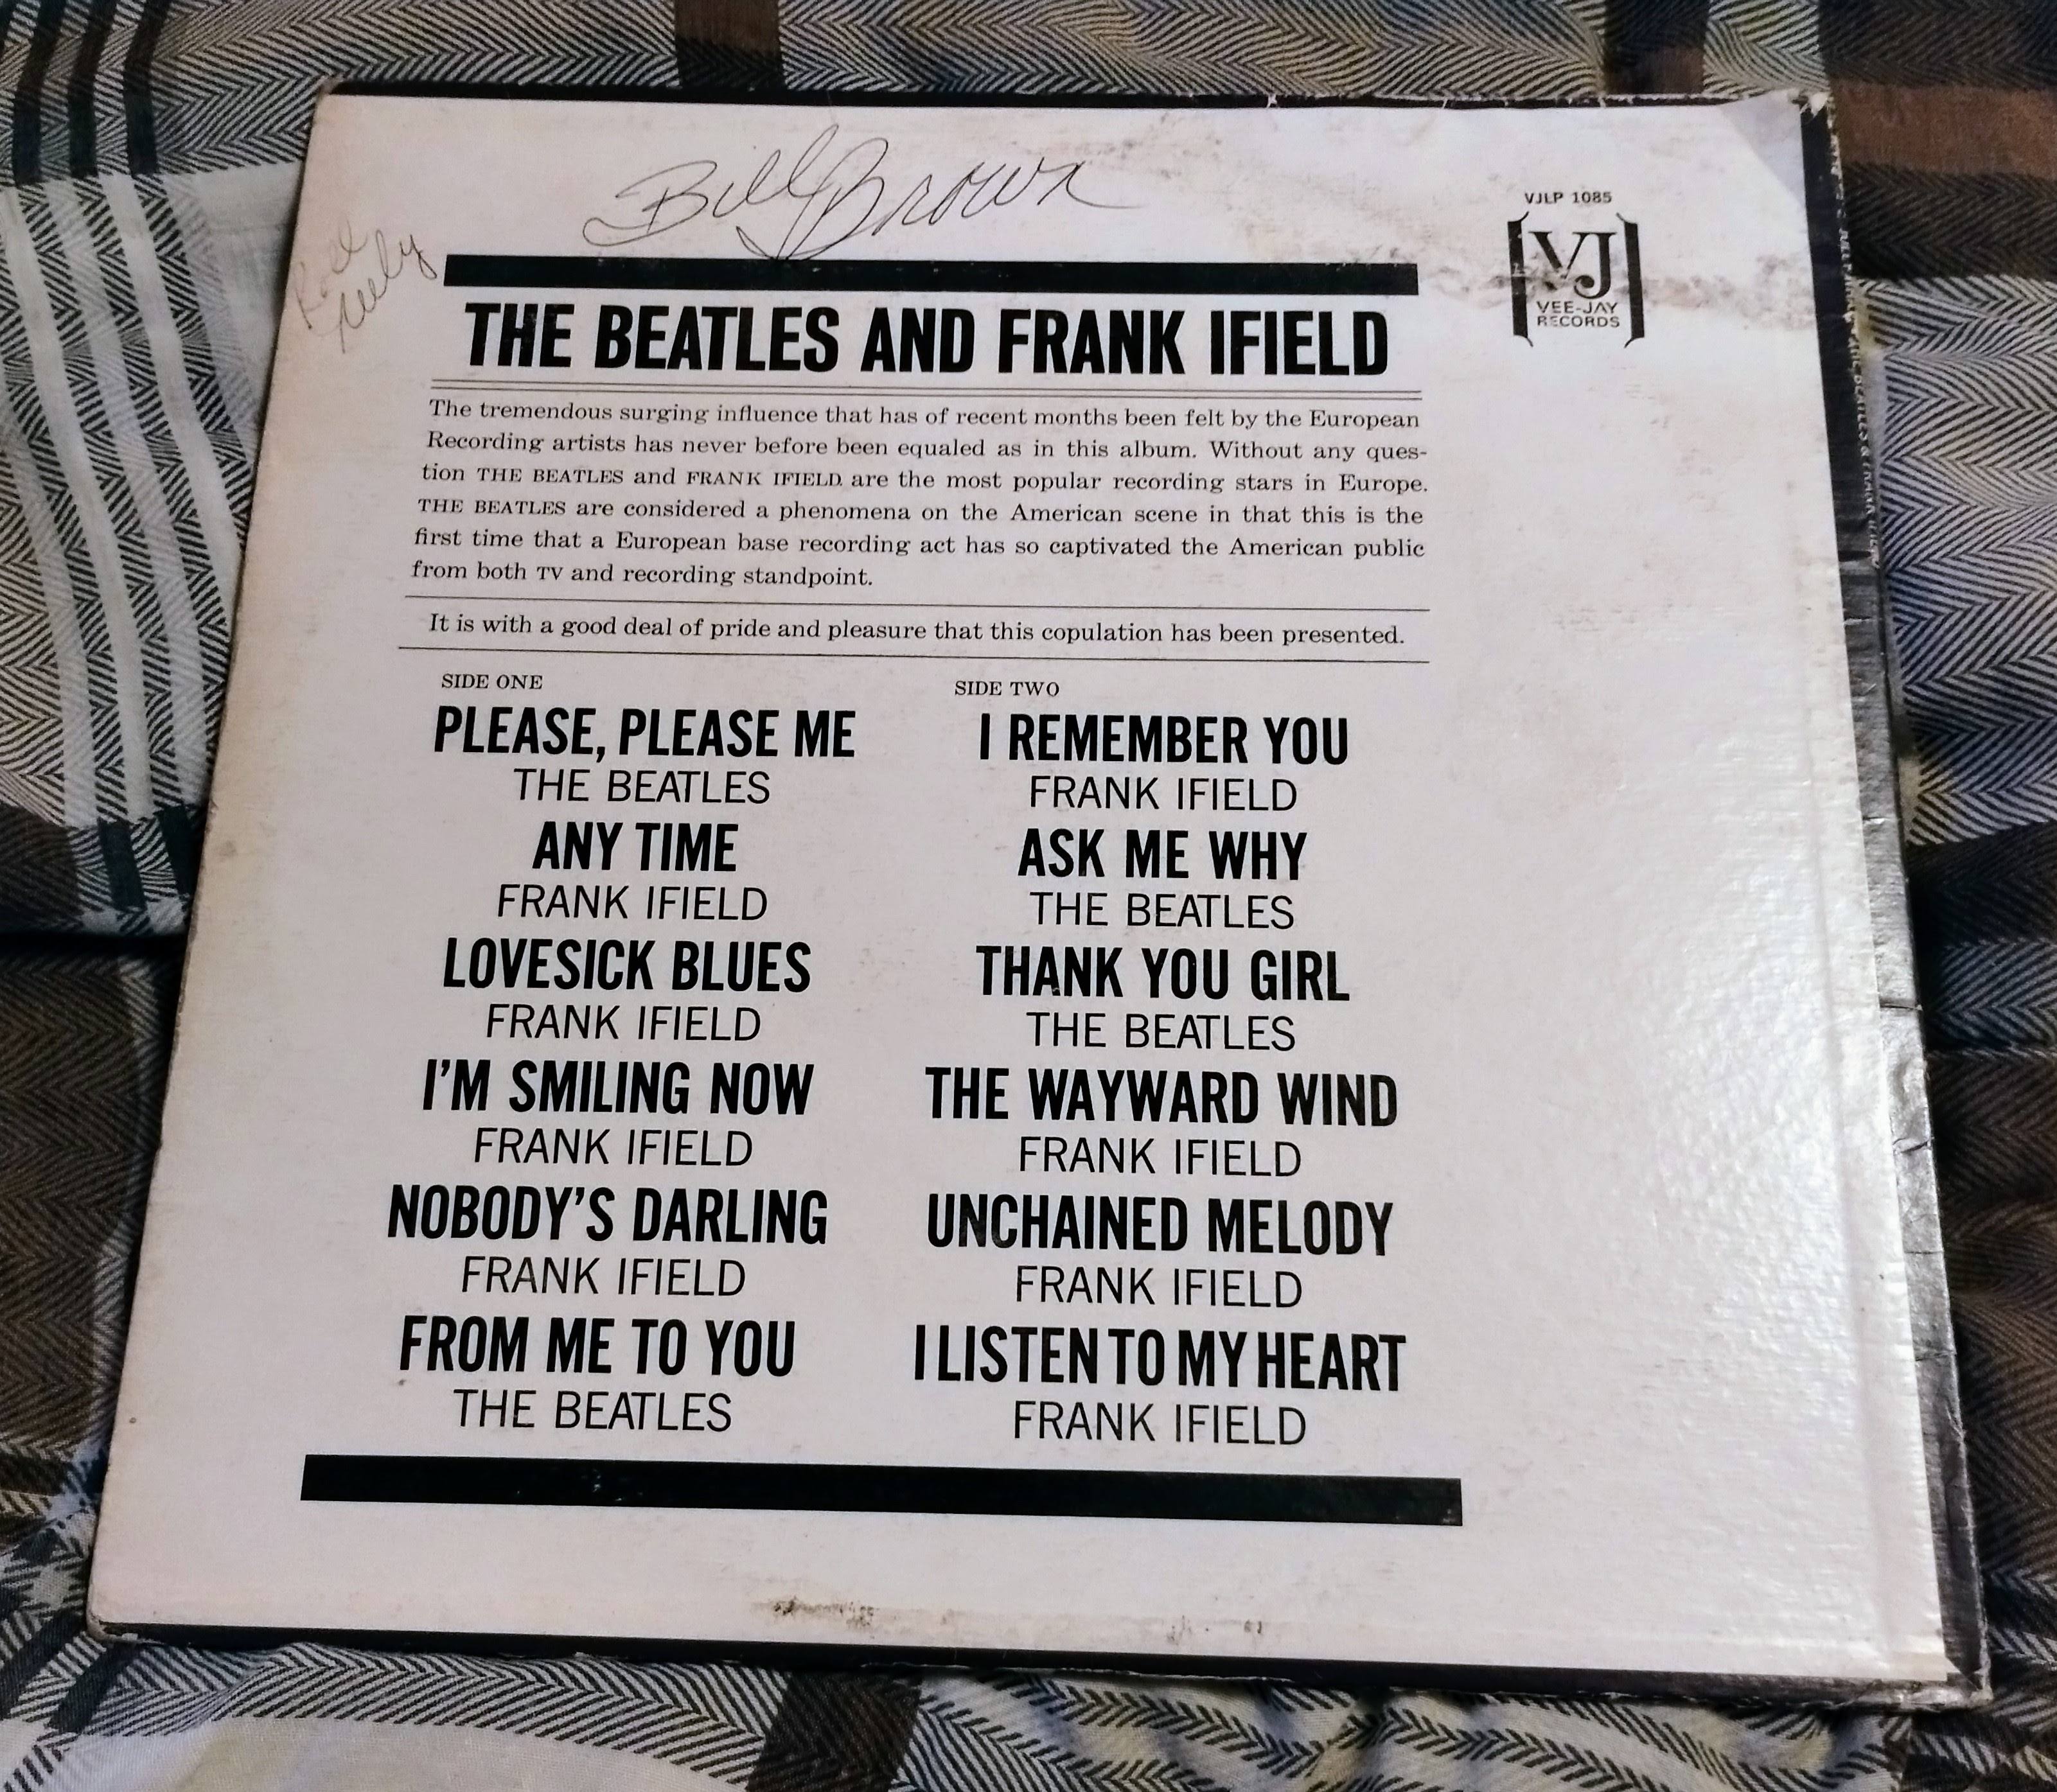 Bill Brown
VJLP 1085
VJ
VEE-JAY
RECORDS
THE BEATLES AND FRANK IFIELD
The tremendous surging influence that has of recent months been felt by the European
Recording artists has never before been equaled as in this album. Without any ques-
tion THE BEATLES and FRANK IFIELD are the most popular recording stars in Europe.
THE BEATLES are considered a phenomena on the American scene in that this is the
first time that a European base recording act has so captivated the American public
from both TV and recording standpoint.
It is with a good deal of pride and pleasure that this copulation has been presented.
SIDE ONE
PLEASE, PLEASE ME
THE BEATLES
ANY TIME
FRANK IFIELD
LOVESICK BLUES
FRANK IFIELD
I'M SMILING NOW
FRANK IFIELD
NOBODY'S DARLING
FRANK IFIELD
FROM ME TO YOU
THE BEATLES
SIDE TWO
I REMEMBER YOU
FRANK IFIELD
ASK ME WHY
THE BEATLES
THANK YOU GIRL
THE BEATLES
THE WAYWARD WIND
FRANK IFIELD
UNCHAINED MELODY
FRANK IFIELD
I LISTEN TO MY HEART
FRANK IFIELD